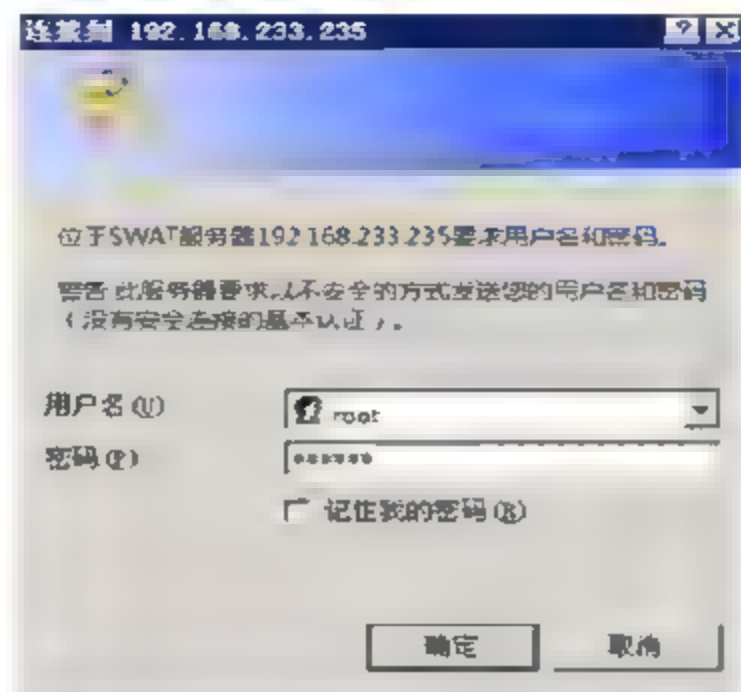 连接到 192.168.233.235
位于SWAT服务器192.168.233.235要求用户名和密码。
警告:此服务器要求以不安全的方式发送您的用户名和密码
(没有安全连接的基本认证)。
用户名(U)
root
密码(P)
******
记住我的密码(R)
确定
取消